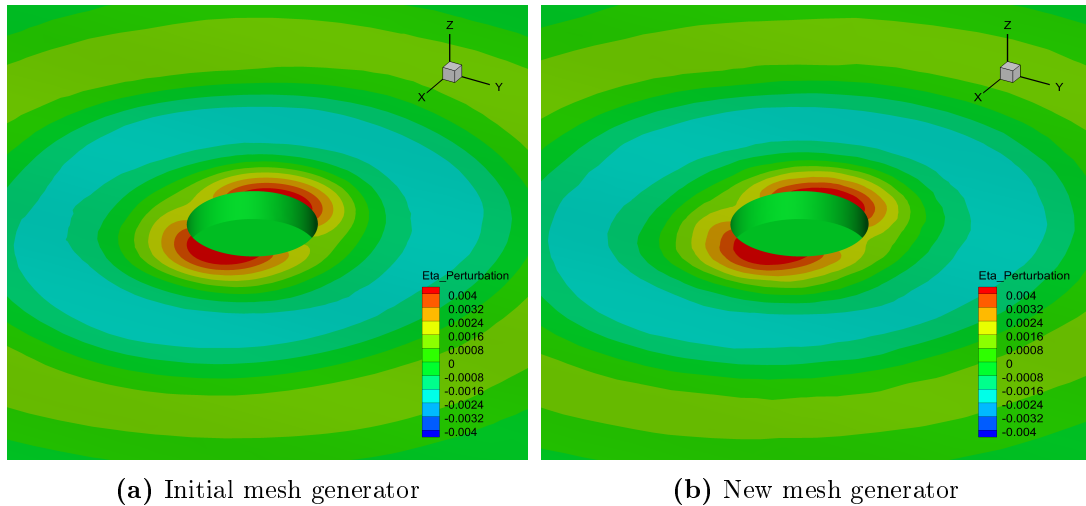 Z
Y
X
Eta_Perturbation
0.004
0.0032
0.0024
0.0016
0.0008
0
-0.0008
-0.0016
-0.0024
-0.0032
-0.004
(a) Initial mesh generator
Z
Y
X
Eta_Perturbation
0.004
0.0032
0.0024
0.0016
0.0008
0
-0.0008
-0.0016
-0.0024
-0.0032
-0.004
(b) New mesh generator